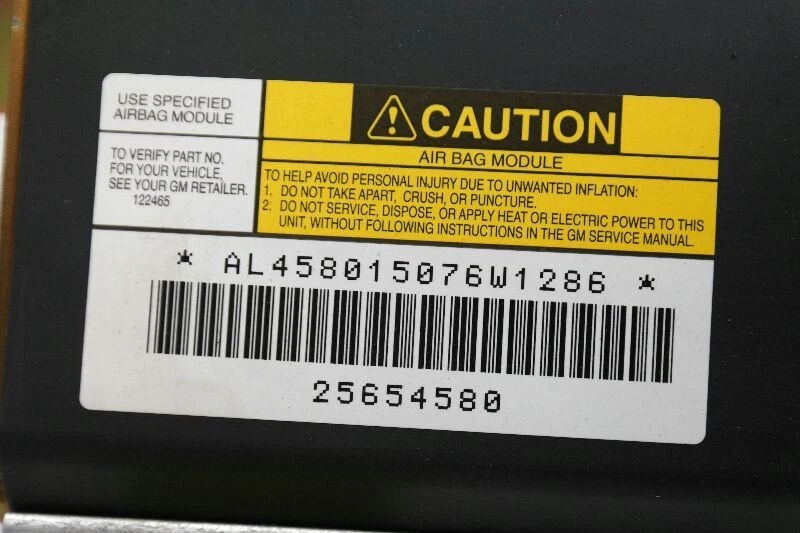 USE SPECIFIED
AIRBAG MODULE
TO VERIFY PART NO.
FOR YOUR VEHICLE,
SEE YOUR GM RETAILER.
122465
CAUTION
AIR BAG MODULE
TO HELP AVOID PERSONAL INJURY DUE TO UNWANTED INFLATION:
1. DO NOT TAKE APART, CRUSH, OR PUNCTURE.
2. DO NOT SERVICE, DISPOSE, OR APPLY HEAT OR ELECTRIC POWER TO THIS
UNIT, WITHOUT FOLLOWING INSTRUCTIONS IN THE GM SERVICE MANUAL.
* AL458015076W1286 *
25654580